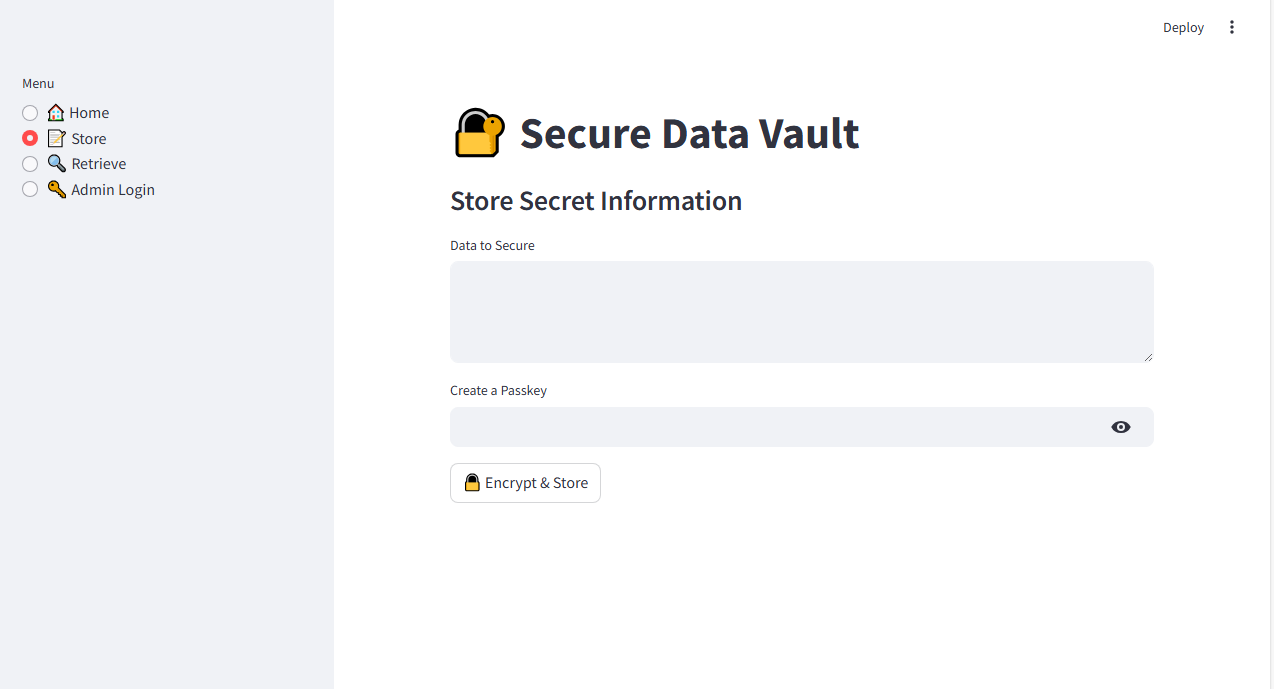 Deploy
Menu
Home
Store
Retrieve
Admin Login
Secure Data Vault
Store Secret Information
Data to Secure
Create a Passkey
Encrypt & Store